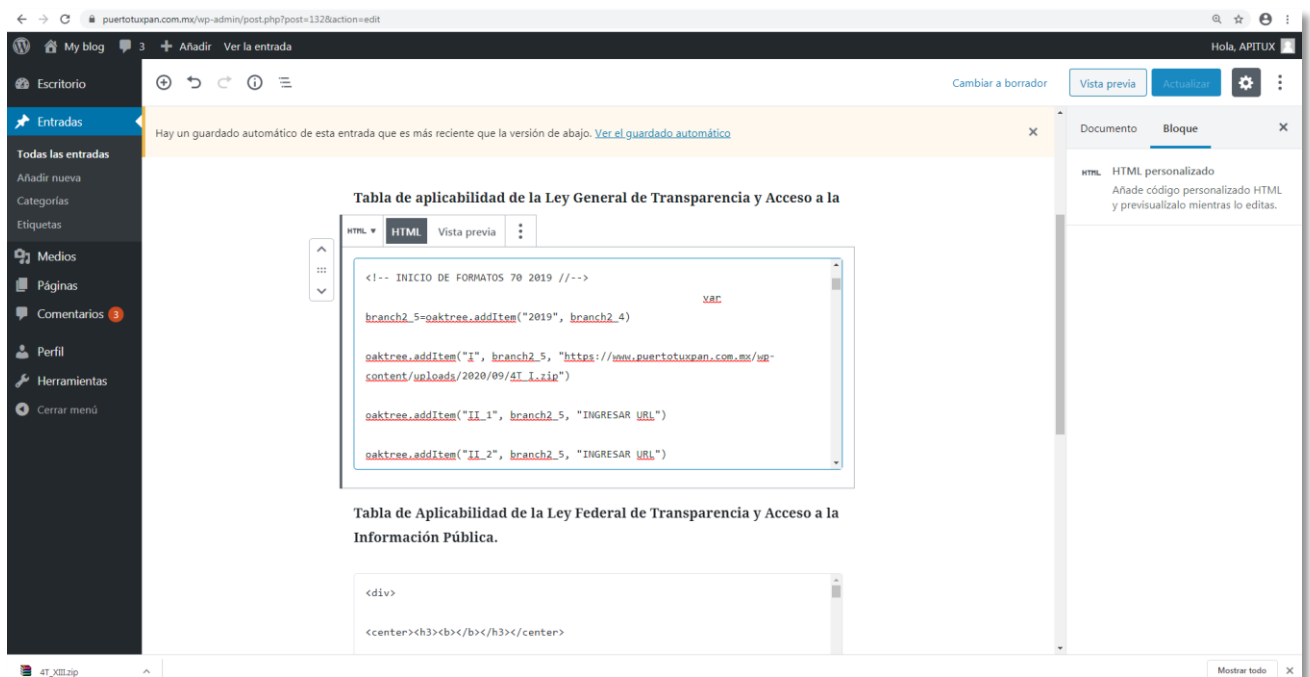 puertotuxpan.com.mx/wp-admin/post.php?post=132&action=edit
My blog 3 Añadir Ver la entrada Hola, APITUX
Escritorio
Entradas
Todas las entradas
Añadir nueva
Categorías
Etiquetas
Medios
Páginas
Comentarios 3
Perfil
Herramientas
Cerrar menú
Cambiar a borrador Vista previa Actualizar
Hay un guardado automático de esta entrada que es más reciente que la versión de abajo. Ver el guardado automático
Tabla de aplicabilidad de la Ley General de Transparencia y Acceso a la
HTML HTML Vista previa
<!-- INICIO DE FORMATOS 70 2019 //-->
var
branch2_5=oaktree.addItem("2019", branch2_4)
oaktree.addItem("I", branch2_5, "https://www.puertotuxpan.com.mx/wp-
content/uploads/2020/09/4T_I.zip")
oaktree.addItem("II_1", branch2_5, "INGRESAR URL")
oaktree.addItem("II_2", branch2_5, "INGRESAR URL")
Tabla de Aplicabilidad de la Ley Federal de Transparencia y Acceso a la
Información Pública.
<div>
<center><h3><b></b></h3></center>
Documento Bloque
HTML HTML personalizado
Añade código personalizado HTML
y previsualízalo mientras lo editas.
4T_XIII.zip Mostrar todo